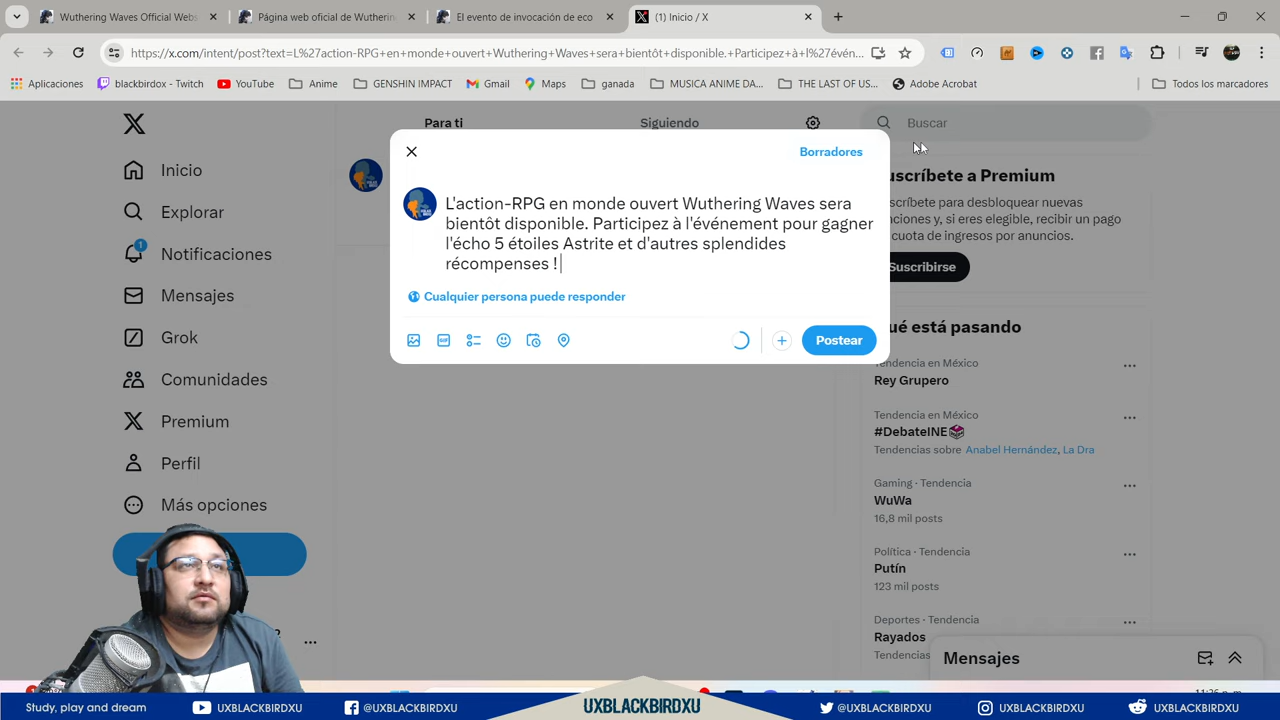 Wuthering Waves Official Webs
Página web oficial de Wutherin
El evento de invocación de eco
(1) Inicio / X
https://x.com/intent/post?text=L%27action-RPG+en+monde+ouvert+Wuthering+Waves+sera+bientôt+disponible.+Participez+à+l%27évén...
Aplicaciones
blackbirdox - Twitch
YouTube
Anime
GENSHIN IMPACT
Gmail
Maps
ganada
MUSICA ANIME DA...
THE LAST OF US...
Adobe Acrobat
Todos los marcadores
Inicio
Explorar
1
Notificaciones
Mensajes
Grok
Comunidades
Premium
Perfil
Más opciones
Para ti
Siguiendo
Borradores
L'action-RPG en monde ouvert Wuthering Waves sera
bientôt disponible. Participez à l'événement pour gagner
l'écho 5 étoiles Astrite et d'autres splendides
récompenses !
Cualquier persona puede responder
GIF
Postear
Buscar
uscríbete a Premium
uscríbete para desbloquear nuevas
nciones y, si eres elegible, recibir un pago
cuota de ingresos por anuncios.
Suscribirse
ué está pasando
Tendencia en México
Rey Grupero
Tendencia en México
#DebateINE
Tendencias sobre Anabel Hernández, La Dra
Gaming · Tendencia
WuWa
16,8 mil posts
Política · Tendencia
Putín
123 mil posts
Deportes · Tendencia
Rayados
Tendencias
Mensajes
Study, play and dream
UXBLACKBIRDXU
@UXBLACKBIRDXU
UXBLACKBIRDXU
@UXBLACKBIRDXU
UXBLACKBIRDXU
UXBLACKBIRDXU